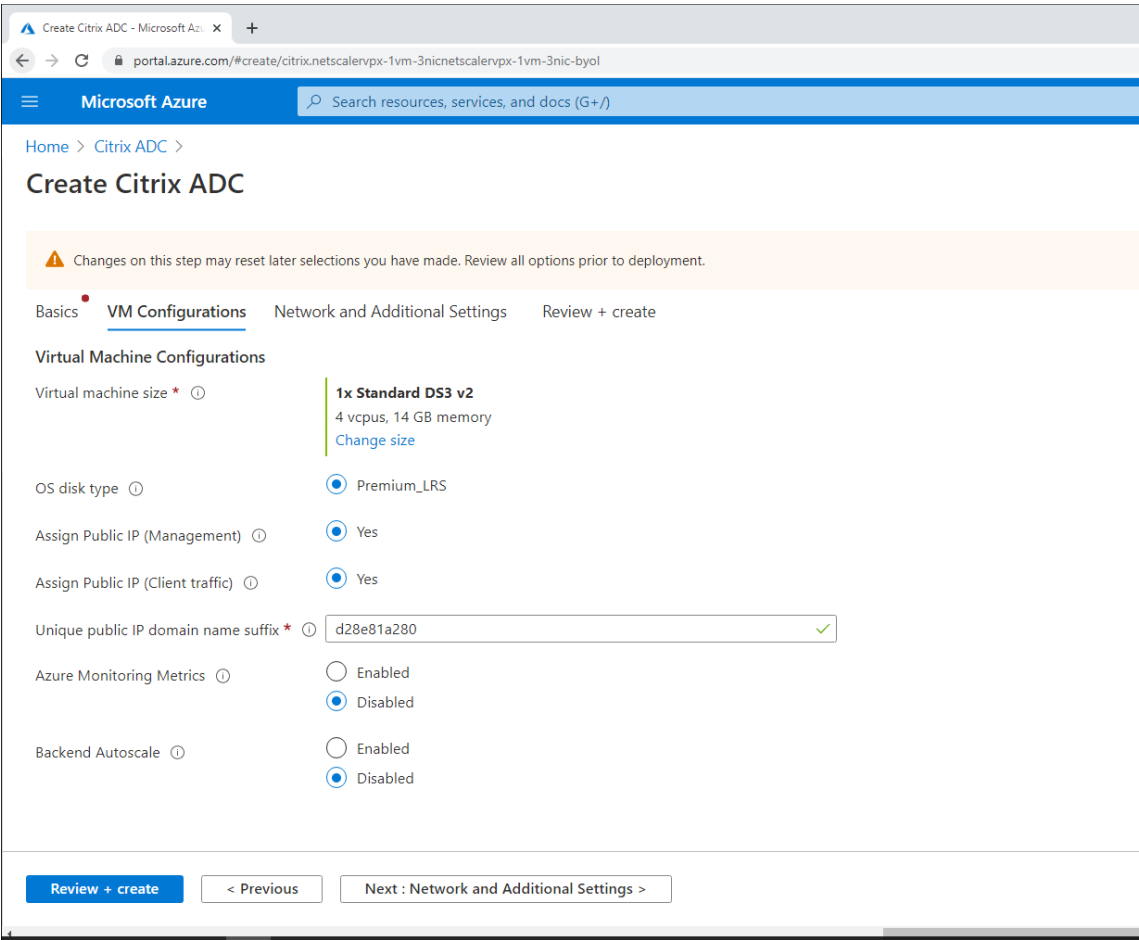 Create Citrix ADC - Microsoft Az
portal.azure.com/#create/citrix.netscalervpx-1vm-3nicnetscalervpx-1vm-3nic-byol
Microsoft Azure
Search resources, services, and docs (G+/)
Home > Citrix ADC >
Create Citrix ADC
Changes on this step may reset later selections you have made. Review all options prior to deployment.
Basics VM Configurations Network and Additional Settings Review + create
Virtual Machine Configurations
Virtual machine size *
1x Standard DS3 v2
4 vcpus, 14 GB memory
Change size
OS disk type
Premium_LRS
Assign Public IP (Management)
Yes
Assign Public IP (Client traffic)
Yes
Unique public IP domain name suffix *
d28e81a280
Azure Monitoring Metrics
Enabled
Disabled
Backend Autoscale
Enabled
Disabled
Review + create
< Previous
Next : Network and Additional Settings >